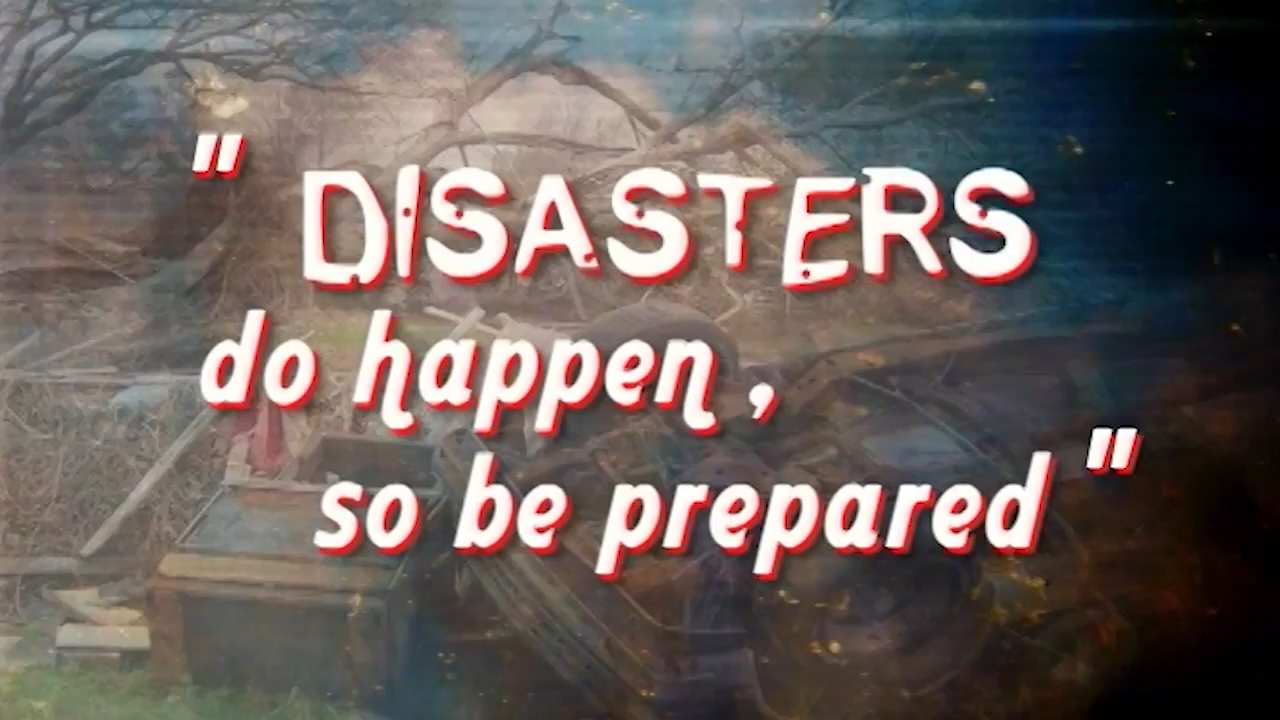 " DISASTERS
do happen ,
so be prepared "